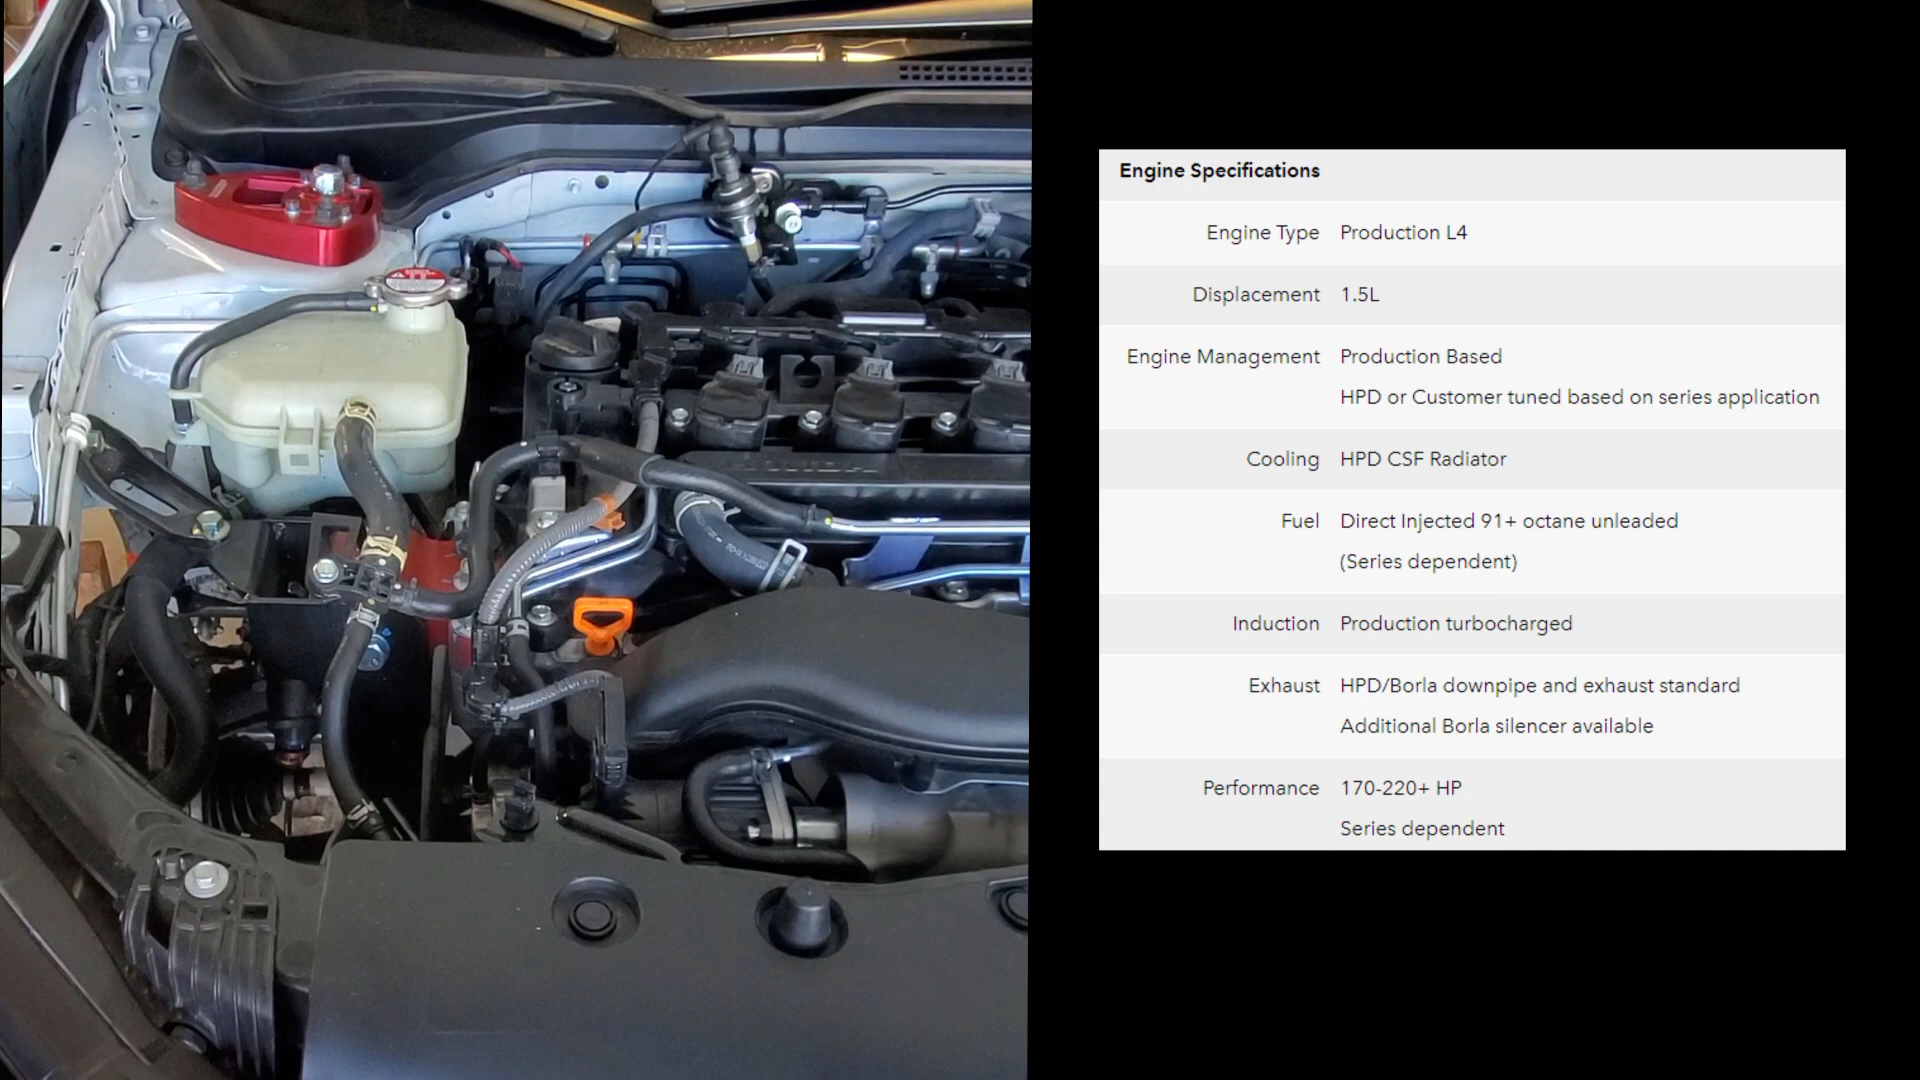 Engine Specifications
Engine Type Production L4
Displacement 1.5L
Engine Management Production Based
HPD or Customer tuned based on series application
Cooling HPD CSF Radiator
Fuel Direct Injected 91+ octane unleaded
(Series dependent)
Induction Production turbocharged
Exhaust HPD/Borla downpipe and exhaust standard
Additional Borla silencer available
Performance 170-220+ HP
Series dependent